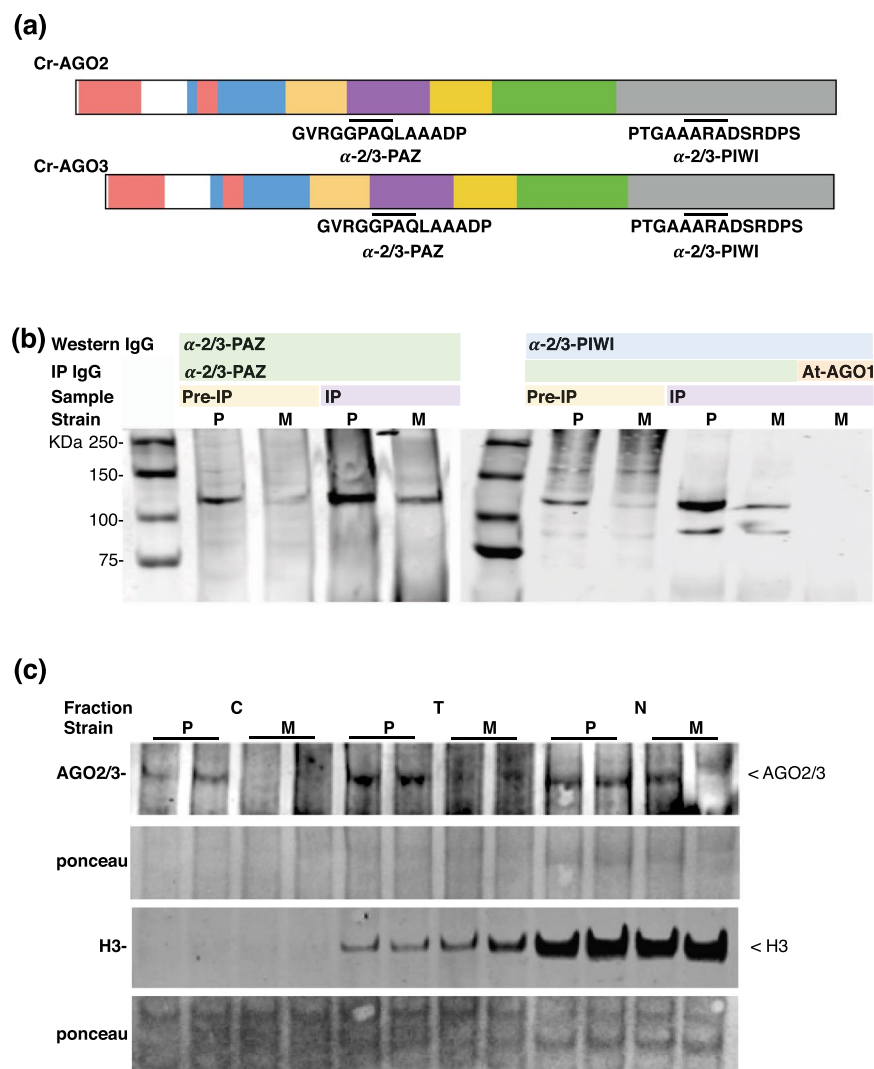 (a)
Cr-AGO2
GVRGGPAQLAAADP PTGAAARADSRDPS
α-2/3-PAZ α-2/3-PIWI
Cr-AGO3
GVRGGPAQLAAADP PTGAAARADSRDPS
α-2/3-PAZ α-2/3-PIWI
(b)
Western IgG α-2/3-PAZ α-2/3-PIWI
IP IgG α-2/3-PAZ At-AGO1
Sample Pre-IP IP Pre-IP IP
Strain P M P M P M P M M
KDa 250-
150-
100-
75-
(c)
Fraction C T N
Strain P M P M P M
AGO2/3- < AGO2/3
ponceau
H3- < H3
ponceau